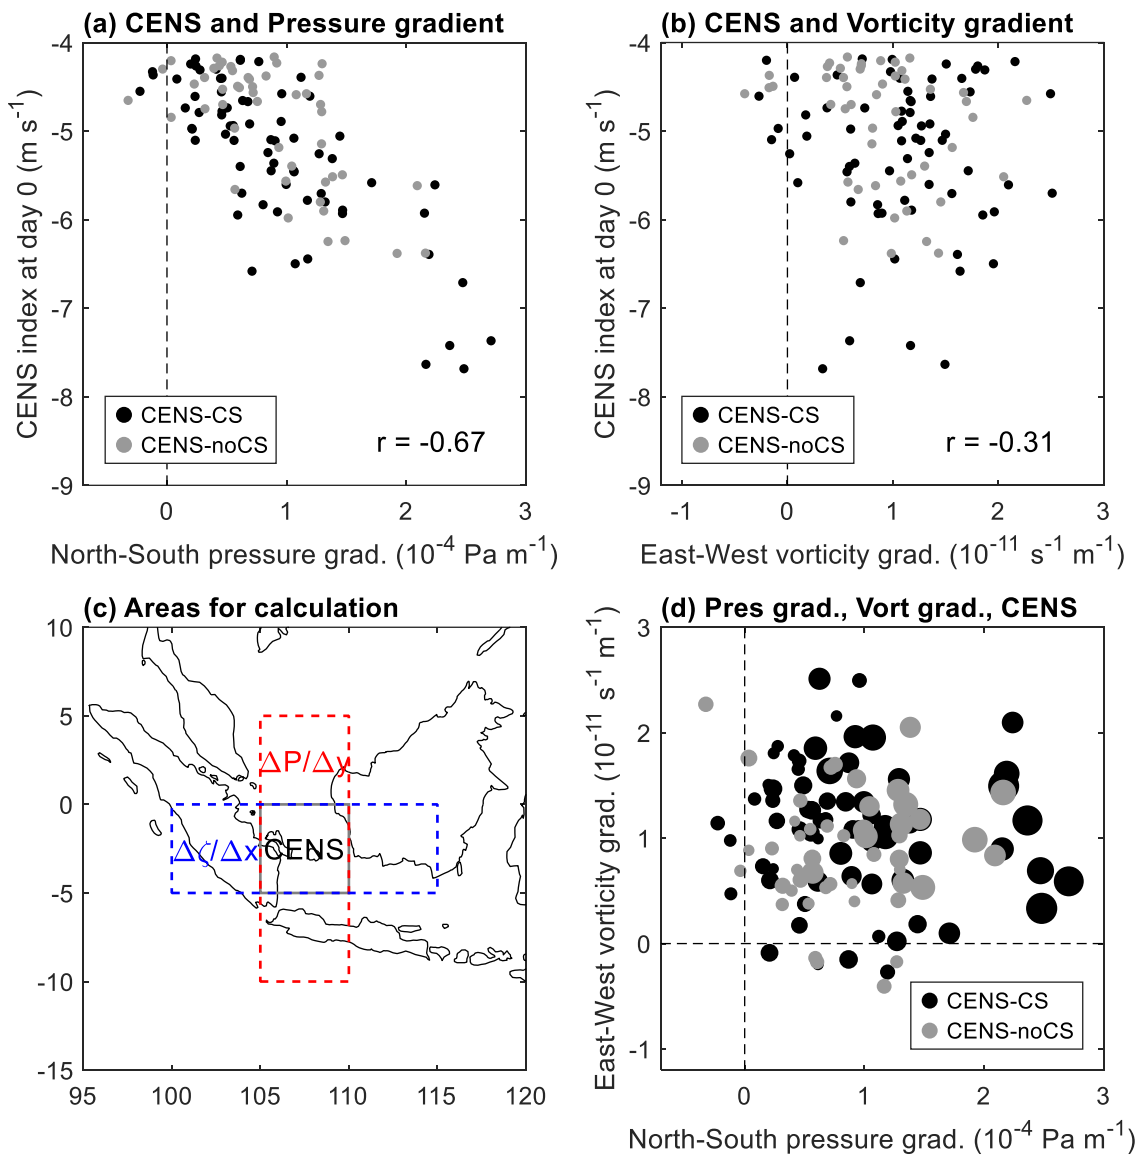 (a) CENS and Pressure gradient
-4
-5
-6
-7
-8
-9
CENS index at day 0 (m s⁻¹)
CENS-CS
CENS-noCS
r = -0.67
0
1
2
3
North-South pressure grad. (10⁻⁴ Pa m⁻¹)
(b) CENS and Vorticity gradient
-4
-5
-6
-7
-8
-9
CENS index at day 0 (m s⁻¹)
CENS-CS
CENS-noCS
r = -0.31
-1
0
1
2
3
East-West vorticity grad. (10⁻¹¹ s⁻¹ m⁻¹)
(c) Areas for calculation
10
5
0
-5
-10
-15
ΔP/Δy
Δζ/Δx
CENS
95
100
105
110
115
120
(d) Pres grad., Vort grad., CENS
3
2
1
0
-1
East-West vorticity grad. (10⁻¹¹ s⁻¹ m⁻¹)
CENS-CS
CENS-noCS
0
1
2
3
North-South pressure grad. (10⁻⁴ Pa m⁻¹)